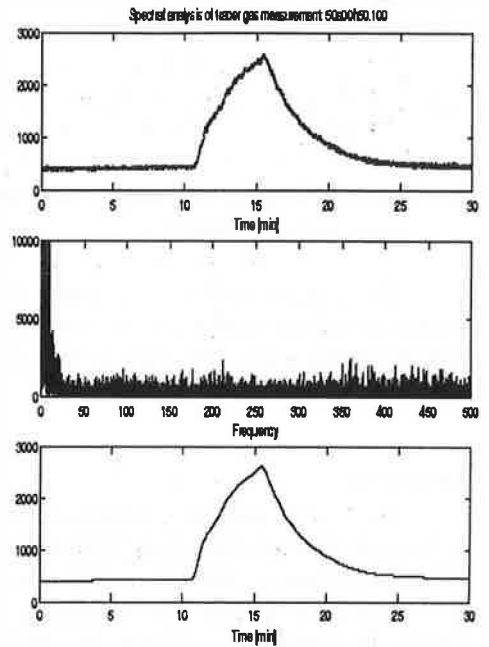 Spectral analysis of tracer gas measurement 50a00h50.100
3000
2000
1000
0
0 5 10 15 20 25 30
Time [min]
10000
5000
0
0 50 100 150 200 250 300 350 400 450 500
Frequency
3000
2000
1000
0
0 5 10 15 20 25 30
Time [min]